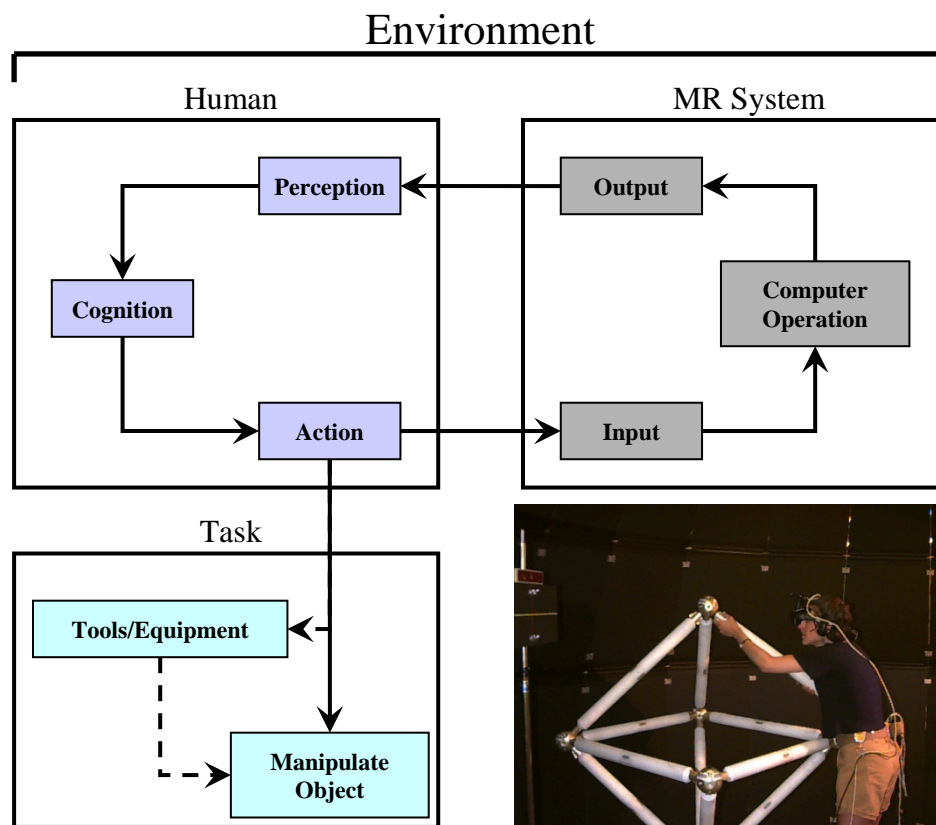 Environment
Human
MR System
Perception
Output
Cognition
Computer
Operation
Action
Input
Task
Tools/Equipment
Manipulate
Object